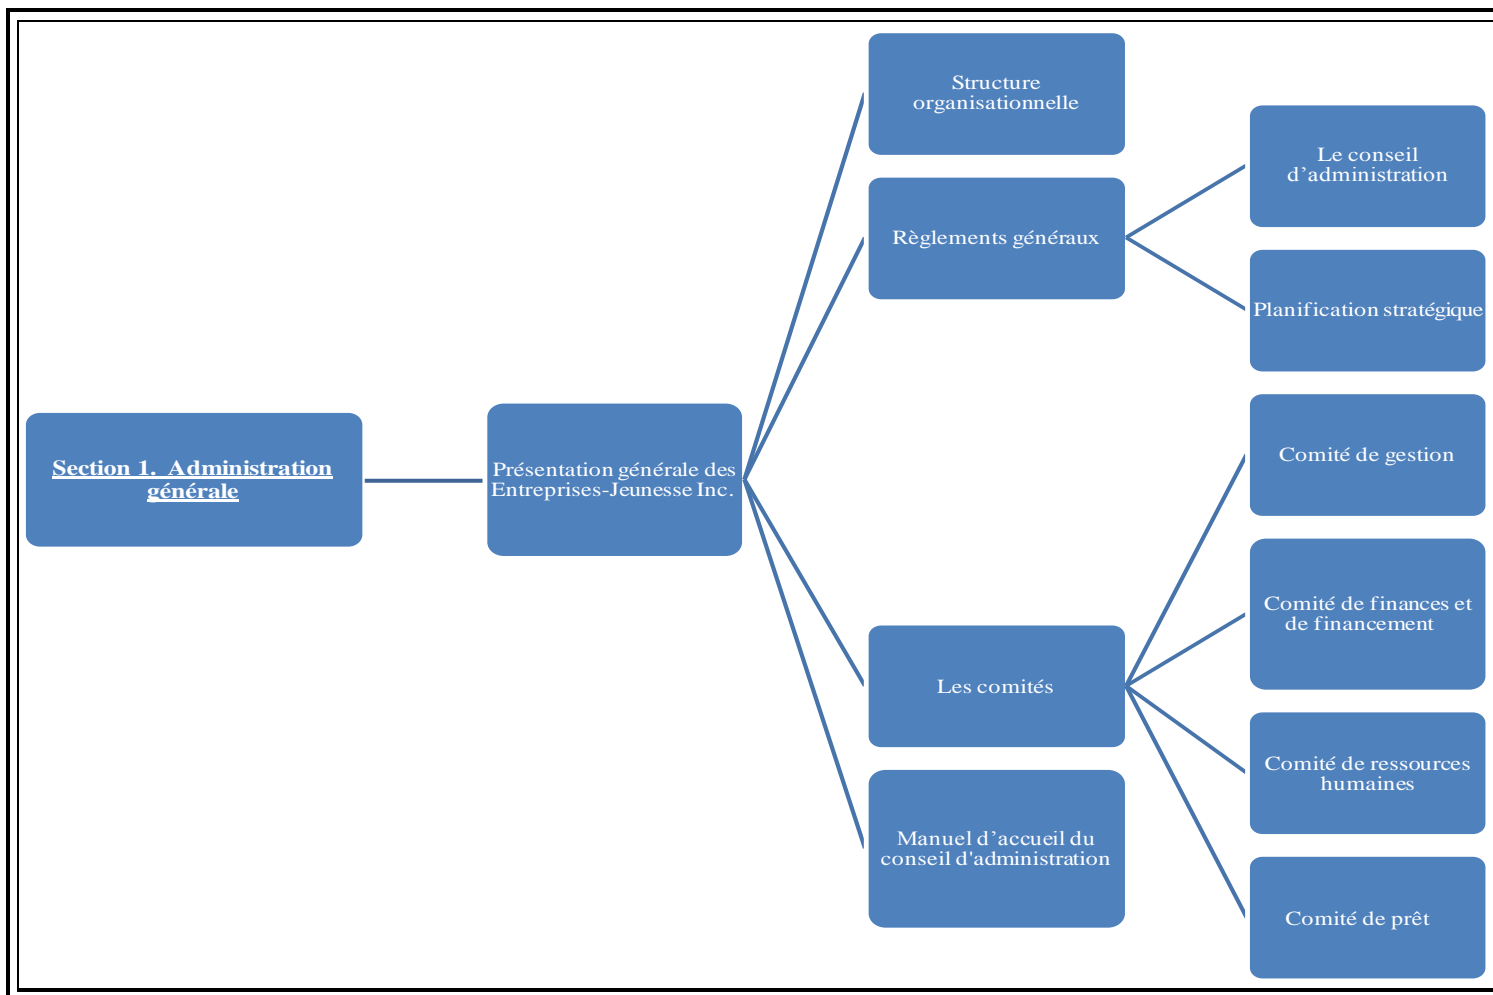 Section 1.  Administration
générale
Présentation générale des
Entreprises-Jeunesse Inc.
Structure
organisationnelle
Règlements généraux
Le conseil
d’administration
Planification stratégique
Les comités
Comité de gestion
Comité de finances et
de financement
Comité de ressources
humaines
Comité de prêt
Manuel d’accueil du
conseil d'administration